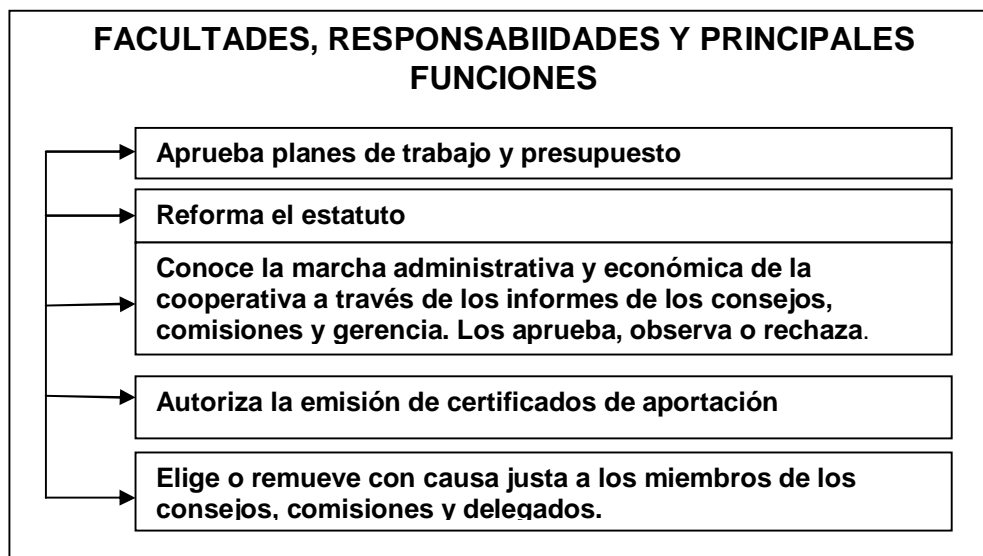 FACULTADES, RESPONSABIIDADES Y PRINCIPALES
FUNCIONES
Aprueba planes de trabajo y presupuesto
Reforma el estatuto
Conoce la marcha administrativa y económica de la
cooperativa a través de los informes de los consejos,
comisiones y gerencia. Los aprueba, observa o rechaza.
Autoriza la emisión de certificados de aportación
Elige o remueve con causa justa a los miembros de los
consejos, comisiones y delegados.